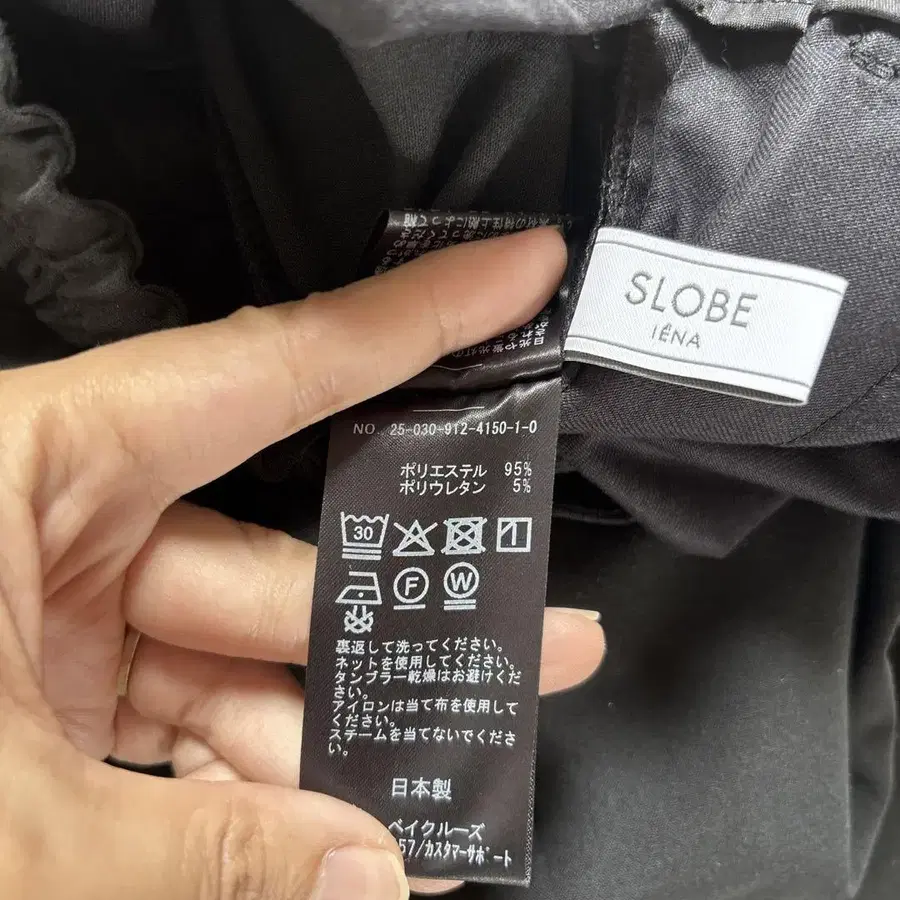 SLOBE
IÉNA
NO. 25-030-912-4150-1-0
ポリエステル 95%
ポリウレタン 5%
30
F W
裏返して洗ってください。
ネットを使用してください。
タンブラー乾燥はお避けくだ
さい。
アイロンは当て布を使用して
ください。
スチームを当てないでくださ
い。
日本製
ベイクルーズ
57/カスタマーサポート